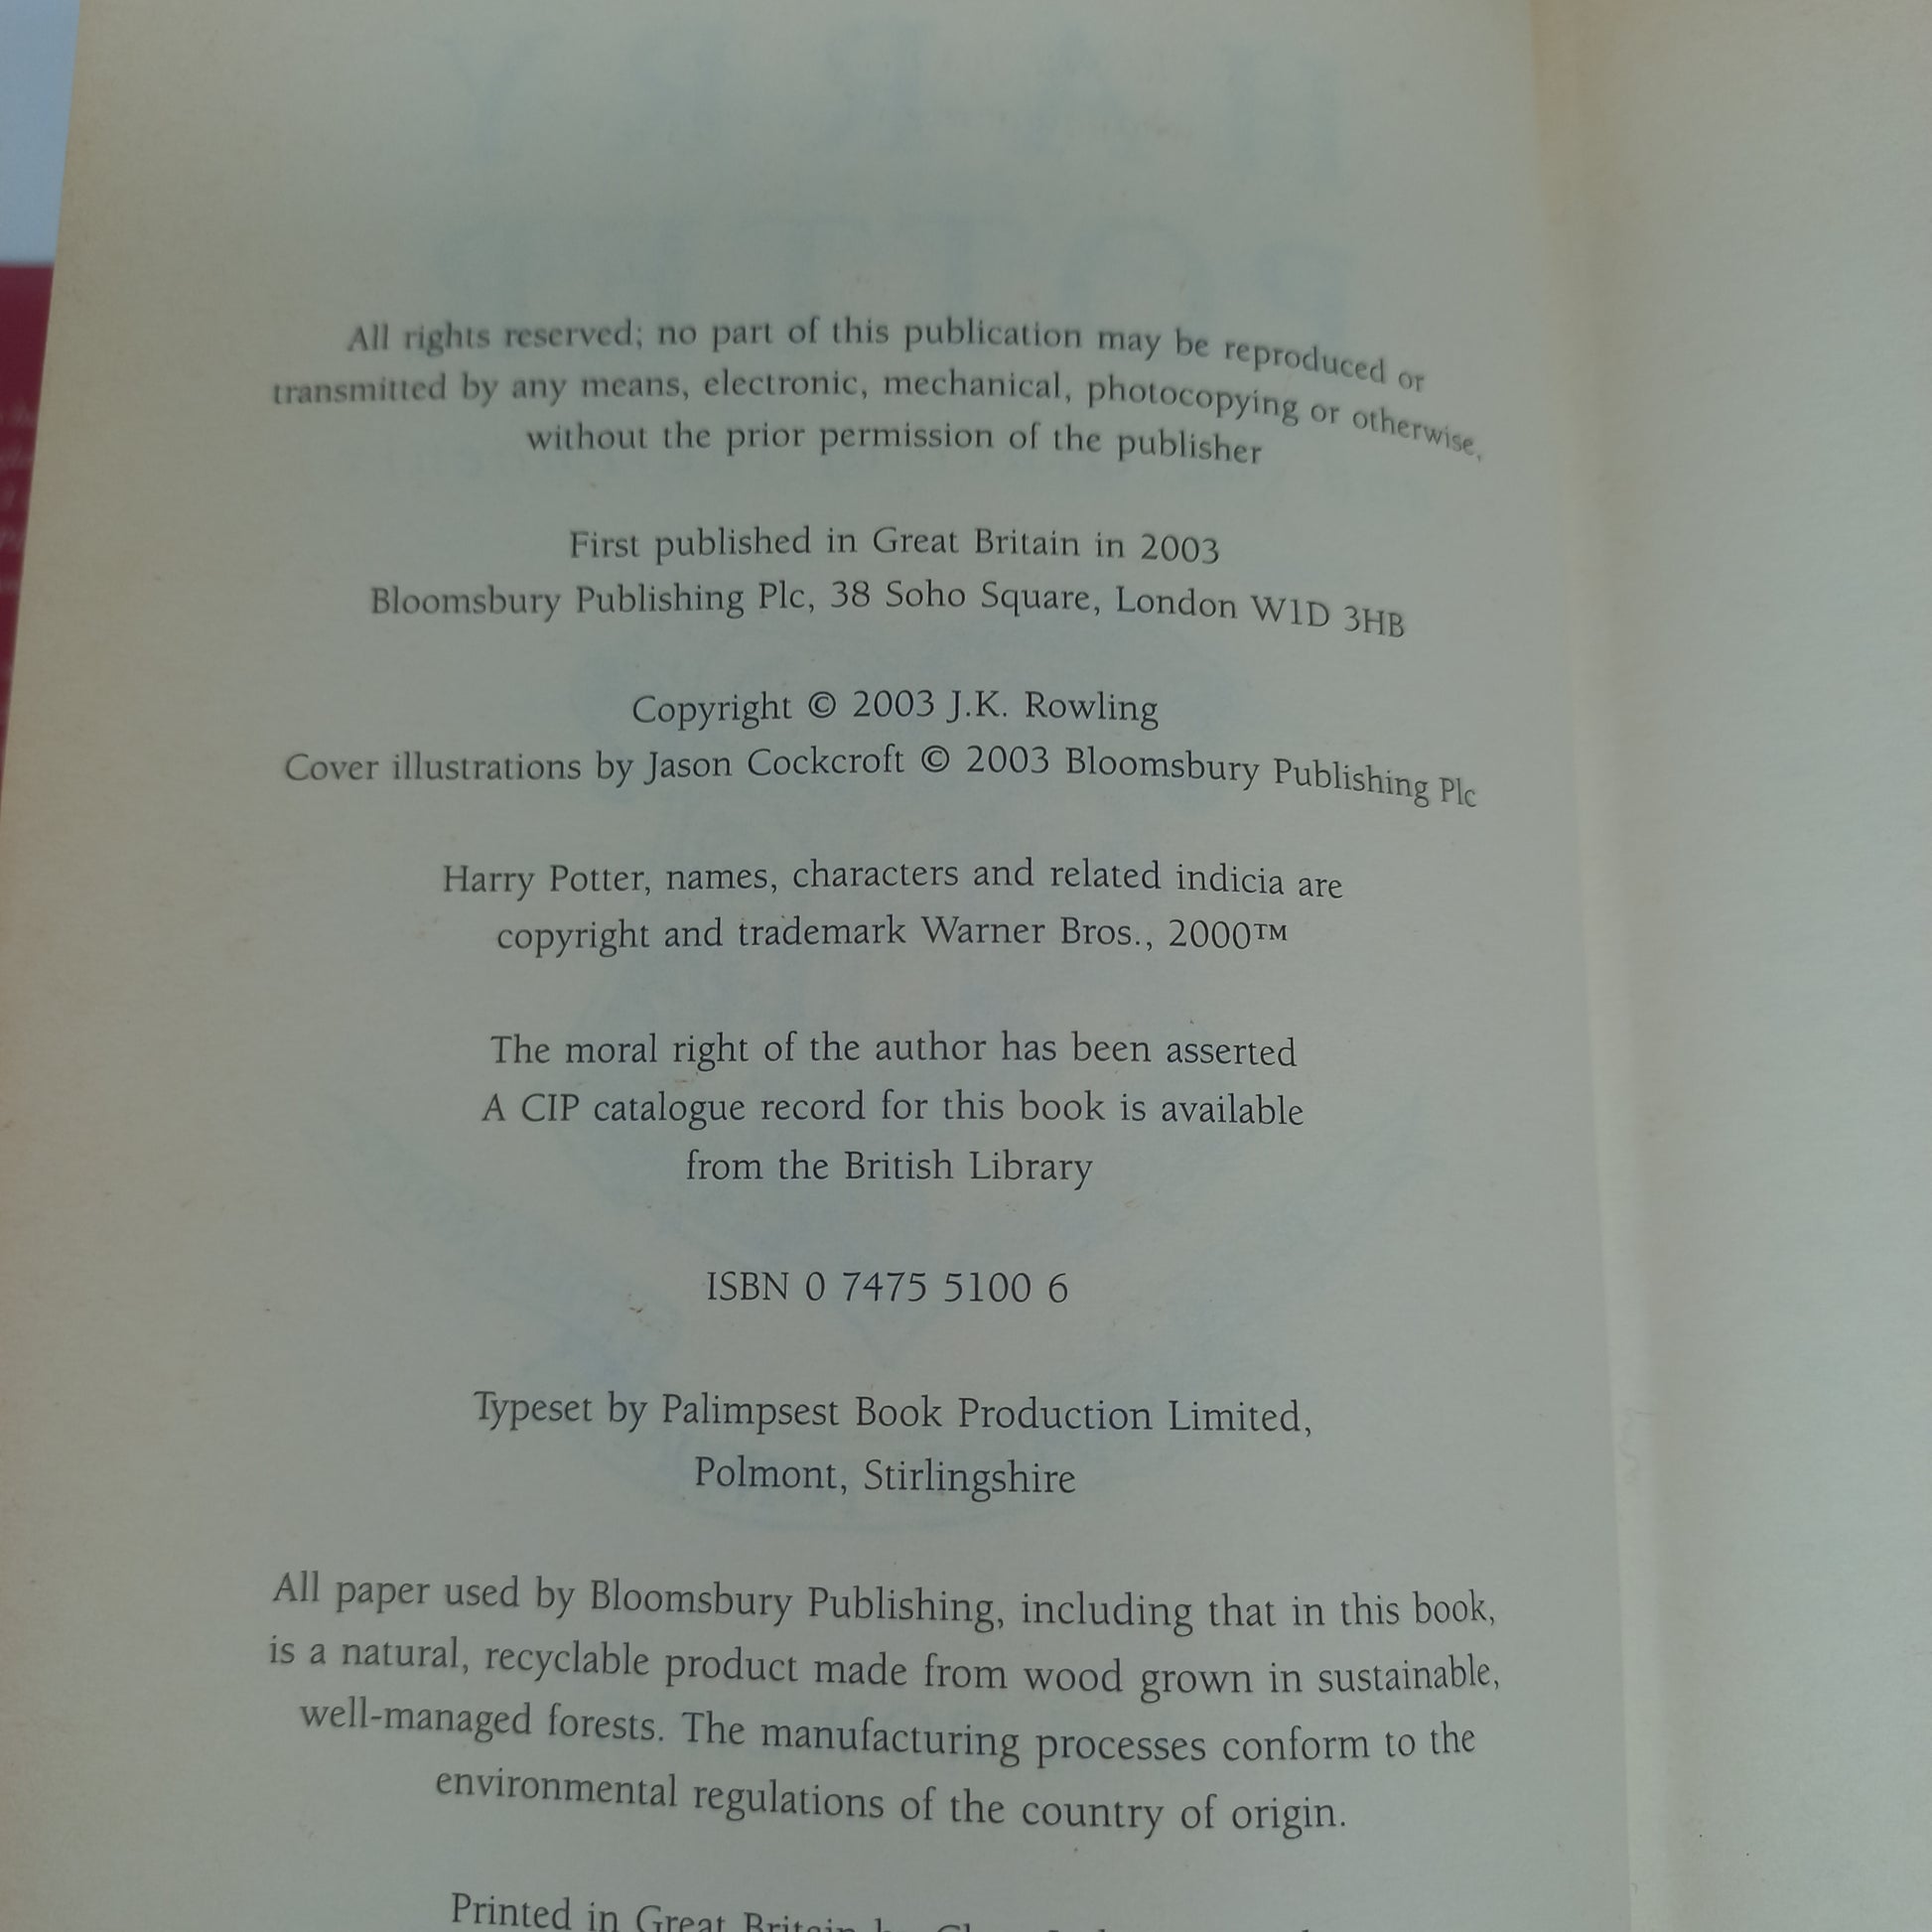 All rights reserved; no part of this publication may be reproduced or
transmitted by any means, electronic, mechanical, photocopying or otherwise,
without the prior permission of the publisher
First published in Great Britain in 2003
Bloomsbury Publishing Plc, 38 Soho Square, London W1D 3HB
Copyright © 2003 J.K. Rowling
Cover illustrations by Jason Cockcroft © 2003 Bloomsbury Publishing Plc
Harry Potter, names, characters and related indicia are
copyright and trademark Warner Bros., 2000™
The moral right of the author has been asserted
A CIP catalogue record for this book is available
from the British Library
ISBN 0 7475 5100 6
Typeset by Palimpsest Book Production Limited,
Polmont, Stirlingshire
All paper used by Bloomsbury Publishing, including that in this book,
is a natural, recyclable product made from wood grown in sustainable,
well-managed forests. The manufacturing processes conform to the
environmental regulations of the country of origin.
Printed in Great Britain